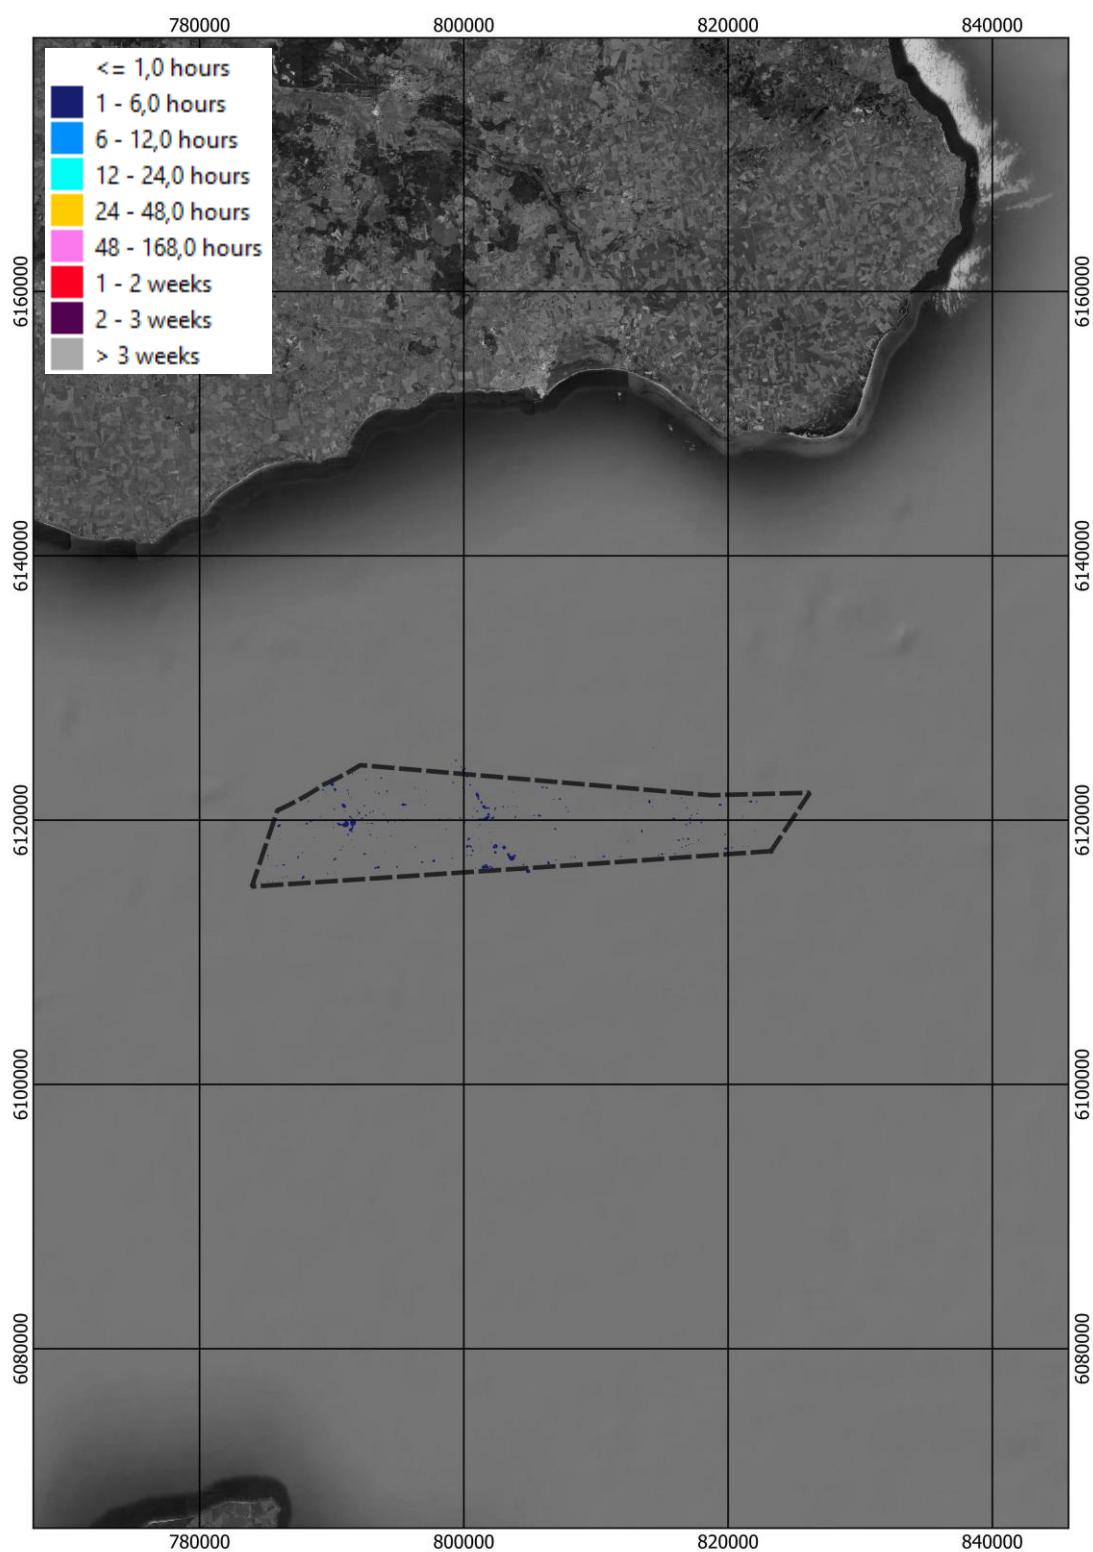 780000 800000 820000 840000
<= 1,0 hours
1 - 6,0 hours
6 - 12,0 hours
12 - 24,0 hours
24 - 48,0 hours
48 - 168,0 hours
1 - 2 weeks
2 - 3 weeks
> 3 weeks
6160000 6160000
6140000 6140000
6120000 6120000
6100000 6100000
6080000 6080000
780000 800000 820000 840000